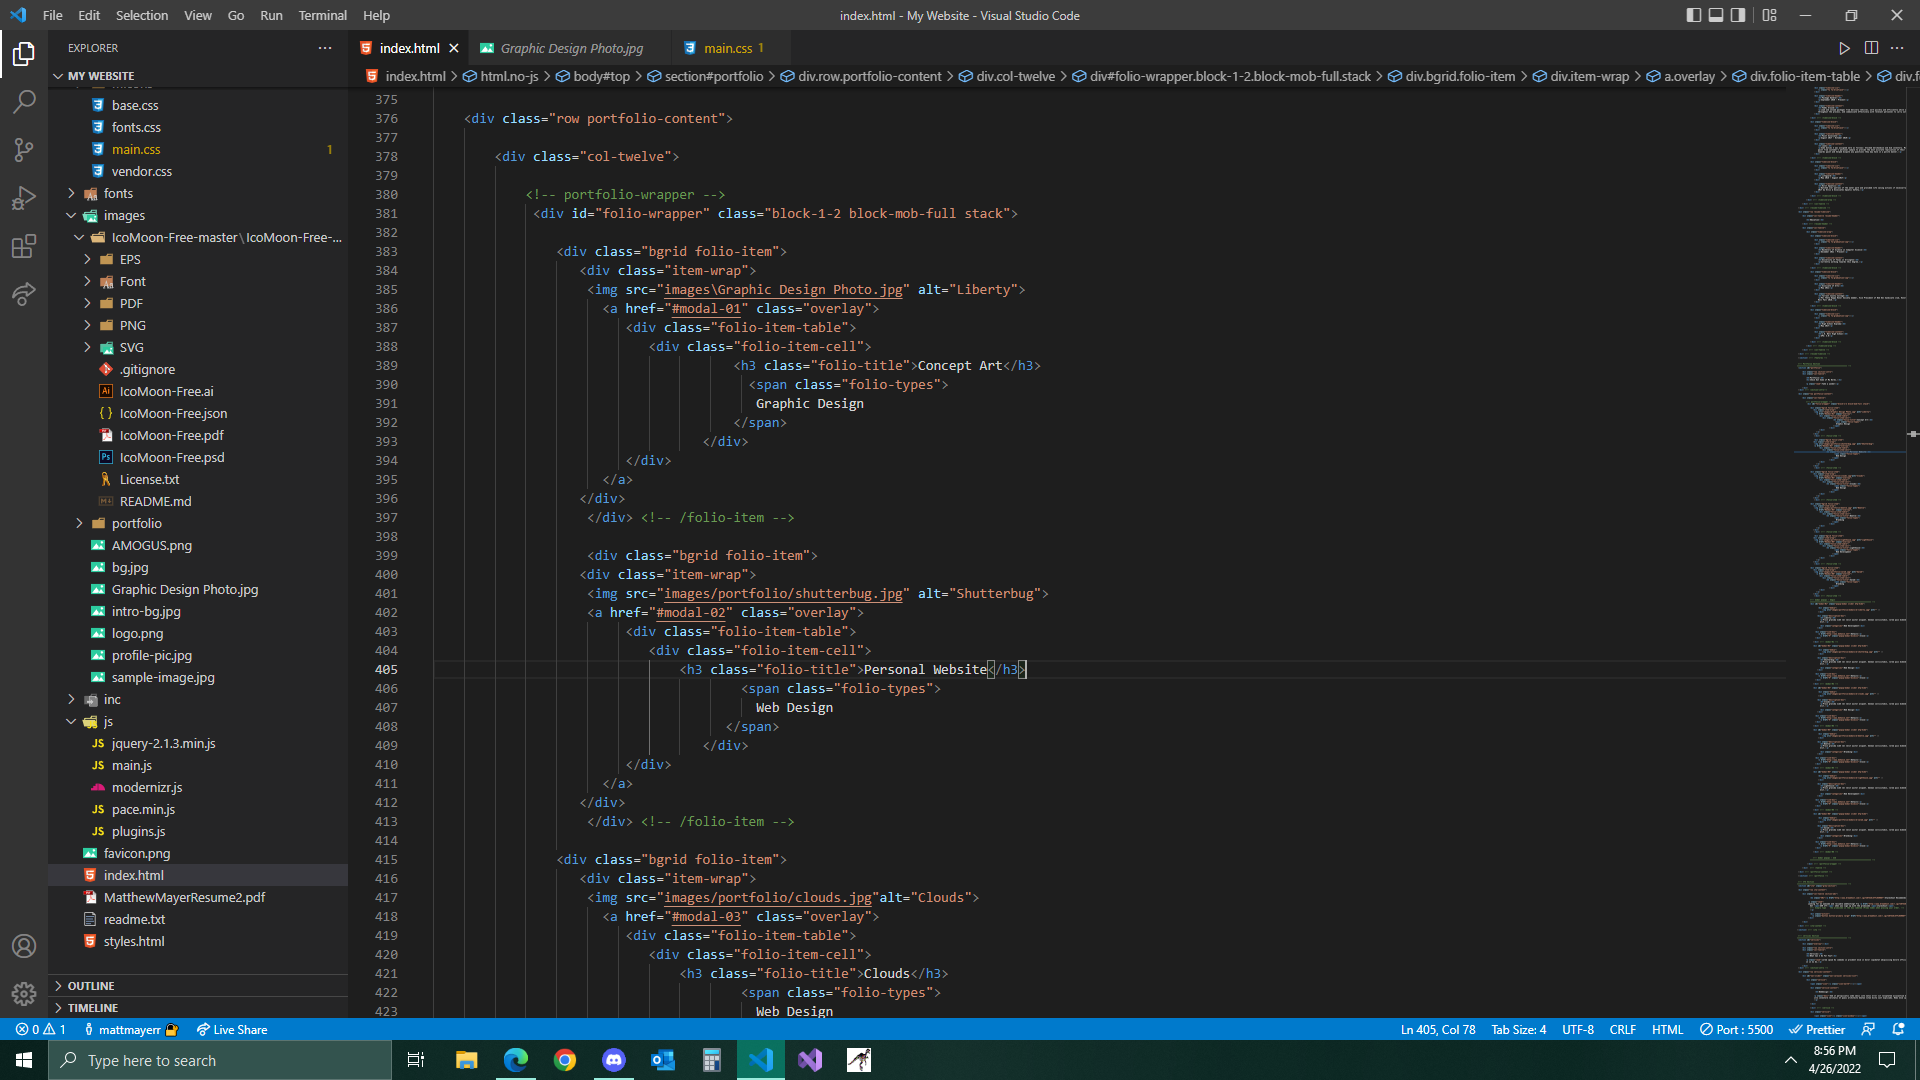 File Edit Selection View Go Run Terminal Help
index.html - My Website - Visual Studio Code
EXPLORER
index.html
Graphic Design Photo.jpg
main.css 1
MY WEBSITE
index.html > html.no-js > body#top > section#portfolio > div.row.portfolio-content > div.col-twelve > div#folio-wrapper.block-1-2.block-mob-full.stack > div.bgrid.folio-item > div.item-wrap > a.overlay > div.folio-item-table >
base.css
fonts.css
main.css 1
vendor.css
fonts
images
IcoMoon-Free-master\IcoMoon-Free-...
EPS
Font
PDF
PNG
SVG
.gitignore
IcoMoon-Free.ai
IcoMoon-Free.json
IcoMoon-Free.pdf
IcoMoon-Free.psd
License.txt
README.md
portfolio
AMOGUS.png
bg.jpg
Graphic Design Photo.jpg
intro-bg.jpg
logo.png
profile-pic.jpg
sample-image.jpg
inc
js
jquery-2.1.3.min.js
main.js
modernizr.js
pace.min.js
plugins.js
favicon.png
index.html
MatthewMayerResume2.pdf
readme.txt
styles.html
OUTLINE
TIMELINE
375
376 <div class="row portfolio-content">
377
378 <div class="col-twelve">
379
380 <!-- portfolio-wrapper -->
381 <div id="folio-wrapper" class="block-1-2 block-mob-full stack">
382
383 <div class="bgrid folio-item">
384 <div class="item-wrap">
385 <img src="images\Graphic Design Photo.jpg" alt="Liberty">
386 <a href="#modal-01" class="overlay">
387 <div class="folio-item-table">
388 <div class="folio-item-cell">
389 <h3 class="folio-title">Concept Art</h3>
390 <span class="folio-types">
391 Graphic Design
392 </span>
393 </div>
394 </div>
395 </a>
396 </div>
397 </div> <!-- /folio-item -->
398
399 <div class="bgrid folio-item">
400 <div class="item-wrap">
401 <img src="images/portfolio/shutterbug.jpg" alt="Shutterbug">
402 <a href="#modal-02" class="overlay">
403 <div class="folio-item-table">
404 <div class="folio-item-cell">
405 <h3 class="folio-title">Personal Website</h3>
406 <span class="folio-types">
407 Web Design
408 </span>
409 </div>
410 </div>
411 </a>
412 </div>
413 </div> <!-- /folio-item -->
414
415 <div class="bgrid folio-item">
416 <div class="item-wrap">
417 <img src="images/portfolio/clouds.jpg"alt="Clouds">
418 <a href="#modal-03" class="overlay">
419 <div class="folio-item-table">
420 <div class="folio-item-cell">
421 <h3 class="folio-title">Clouds</h3>
422 <span class="folio-types">
423 Web Design
0 1 mattmayerr Live Share
Ln 405, Col 78 Tab Size: 4 UTF-8 CRLF HTML Port : 5500 Prettier
Type here to search
8:56 PM
4/26/2022